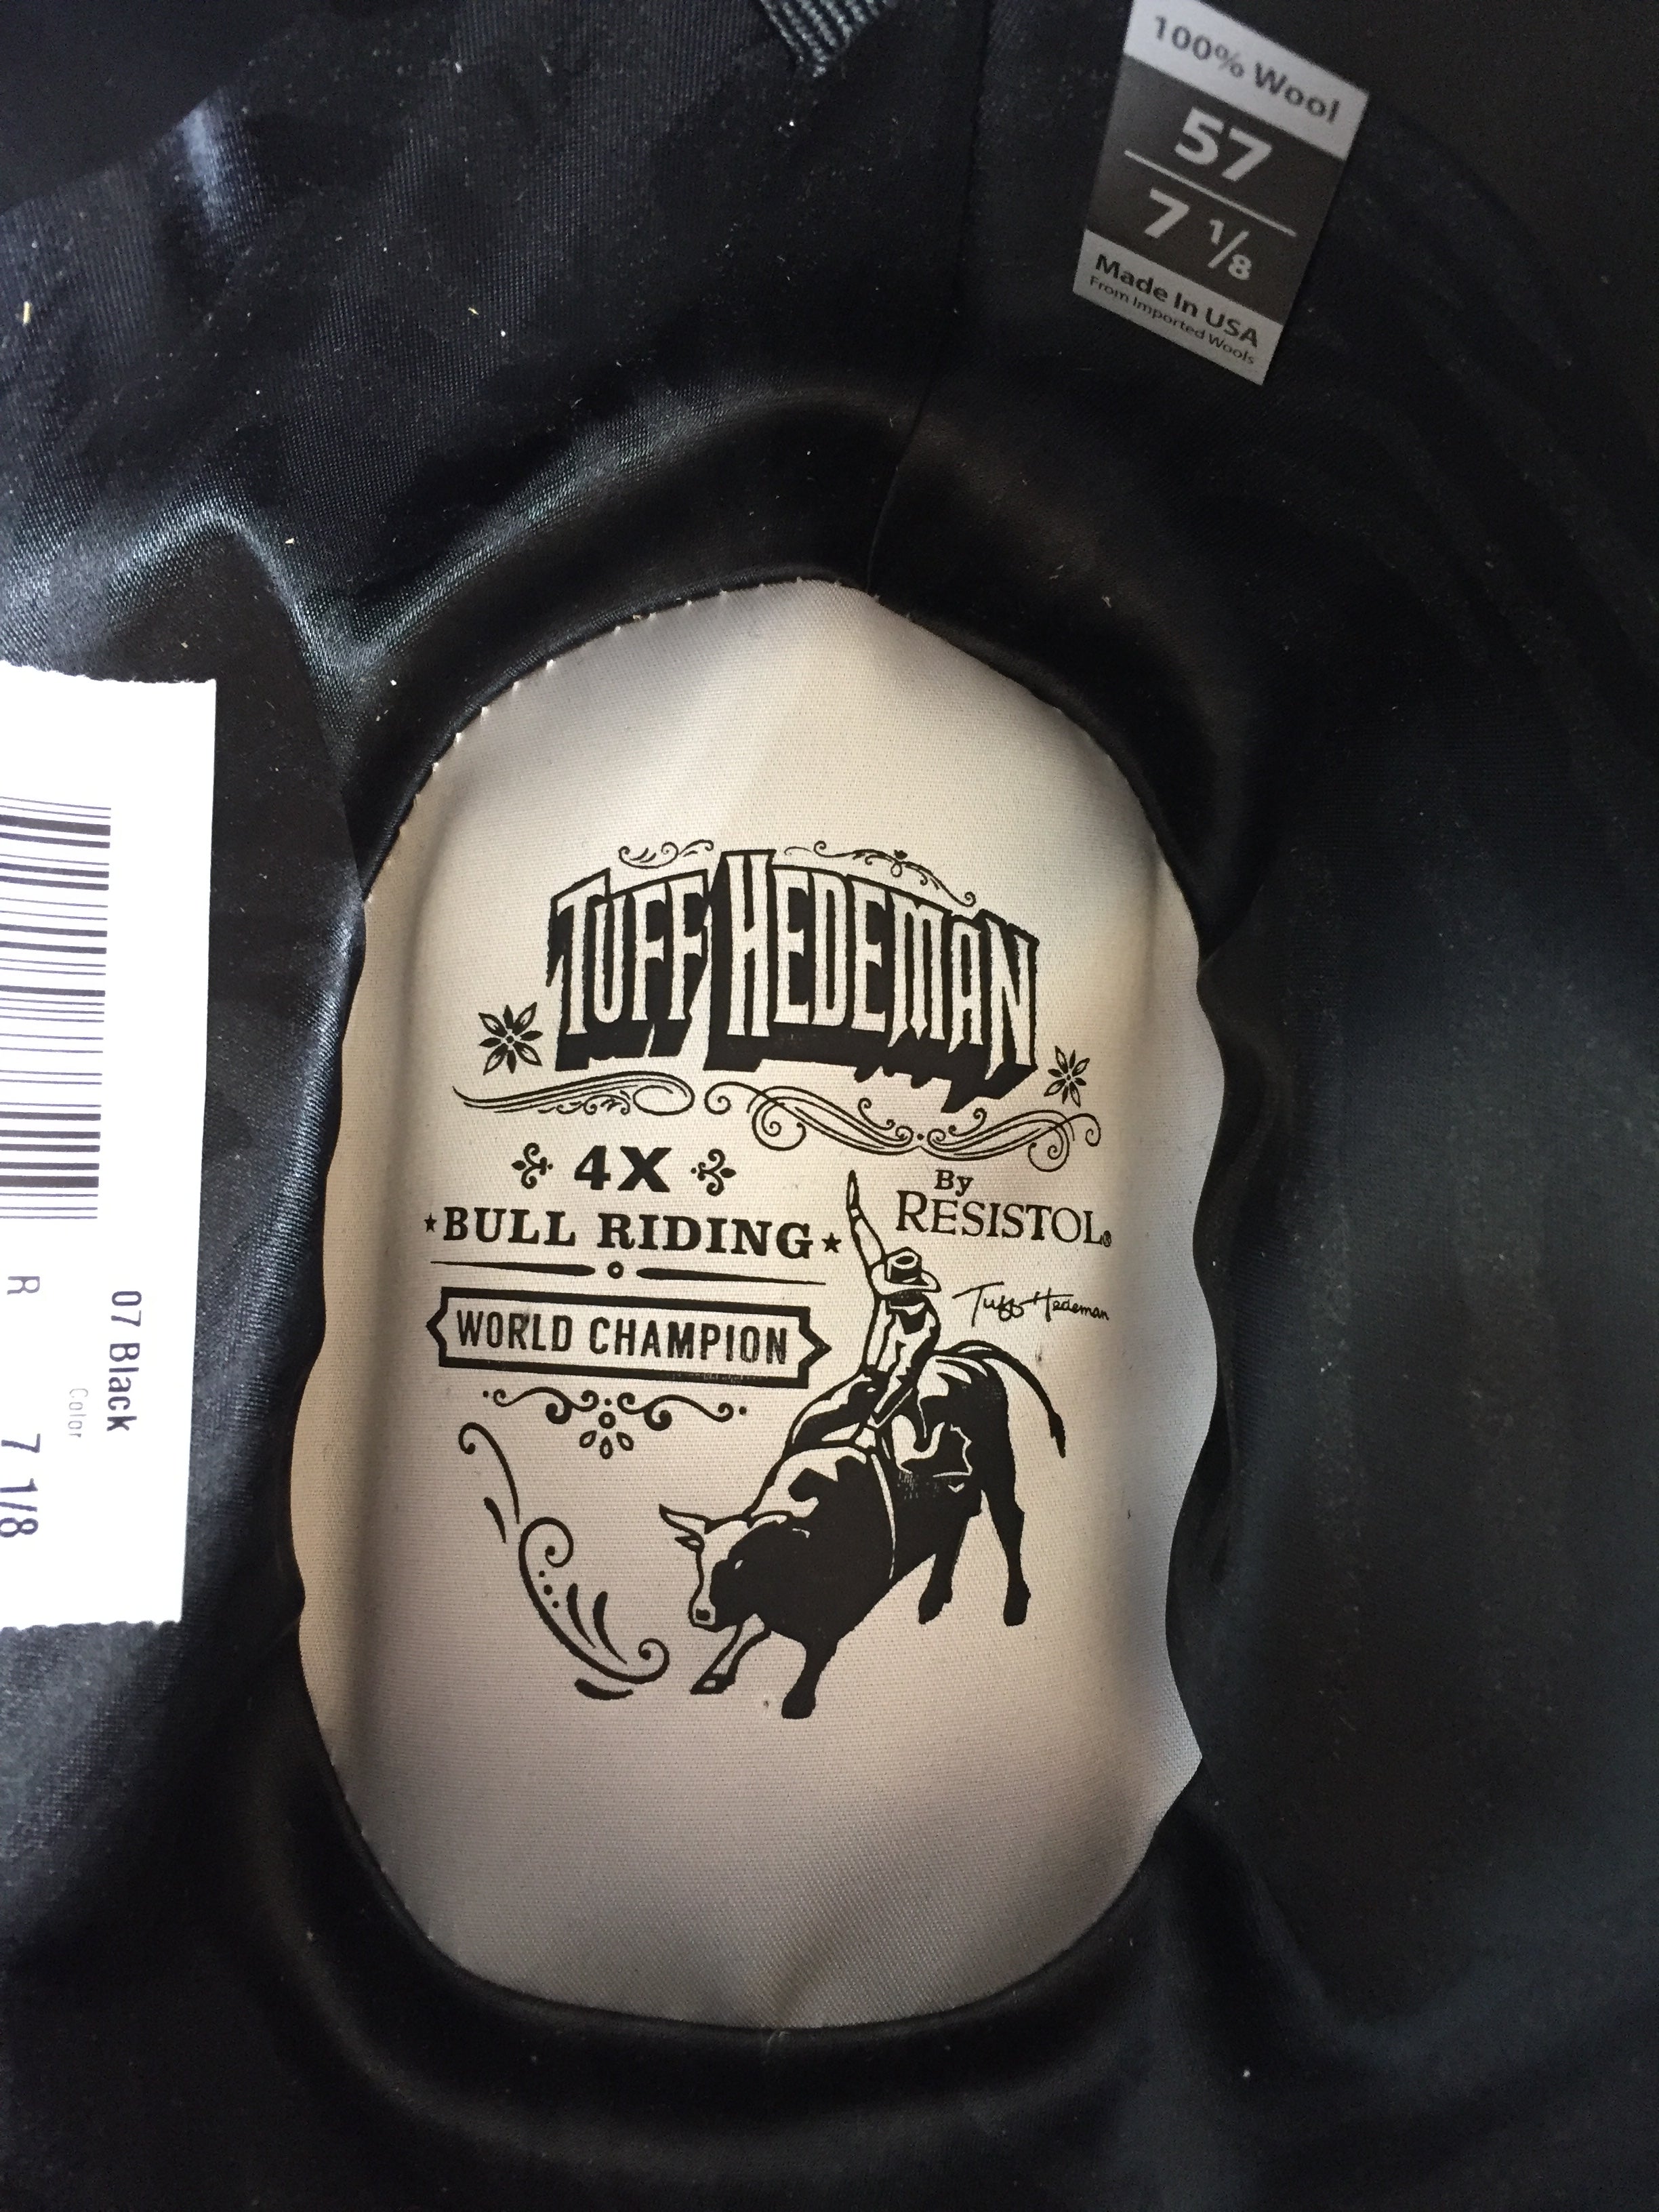 100% Wool
57
7 1/8
Made In USA
From Imported Wools
TUFF HEDEMAN
4X
BULL RIDING
WORLD CHAMPION
By
RESISTOL®
Tuff Hedeman
07 Black
Color
R 7 1/8